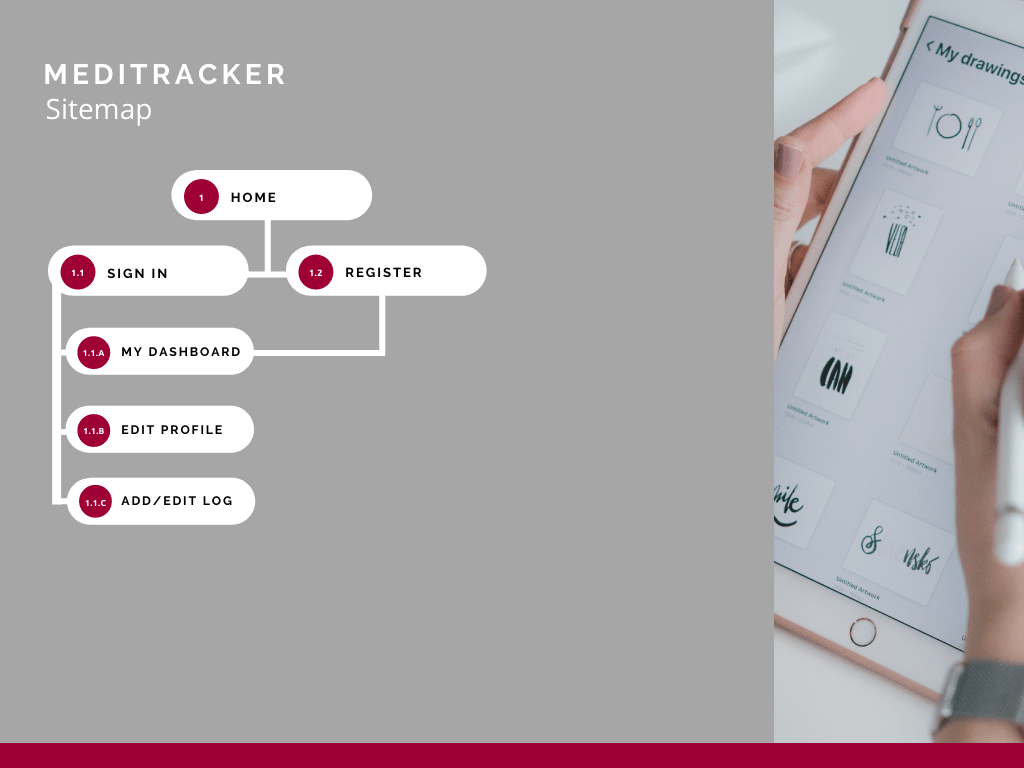 MEDITRACKER
Sitemap
1 HOME
1.1 SIGN IN
1.2 REGISTER
1.1.A MY DASHBOARD
1.1.B EDIT PROFILE
1.1.C ADD/EDIT LOG
< My drawings
Untitled Artwork
Untitled Artwork
Untitled Artwork
Untitled Artwork
Untitled Artwork